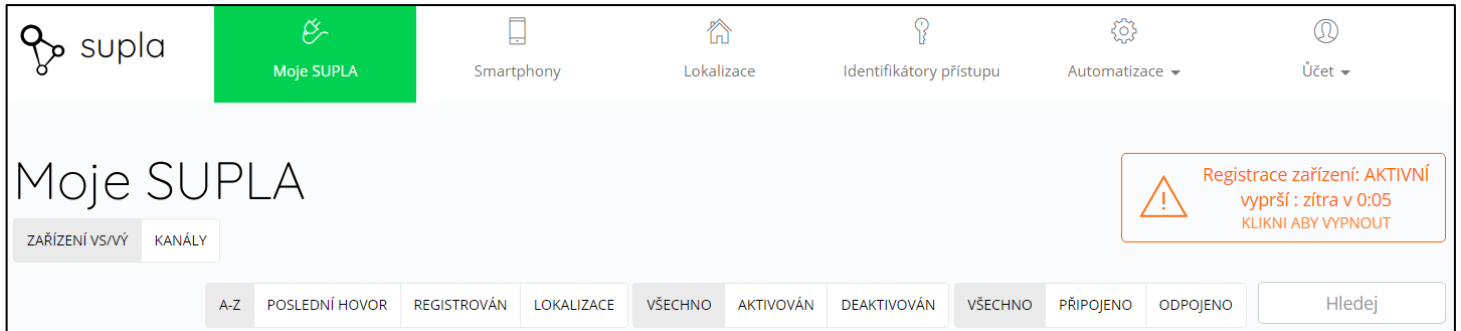 supla
Moje SUPLA
Smartphony
Lokalizace
Identifikátory přístupu
Automatizace
Účet
Moje SUPLA
Registrace zařízení: AKTIVNÍ
vyprší : zítra v 0:05
KLIKNI ABY VYPNOUT
ZAŘÍZENÍ VS/VÝ KANÁLY
A-Z POSLEDNÍ HOVOR REGISTROVÁN LOKALIZACE VŠECHNO AKTIVOVÁN DEAKTIVOVÁN VŠECHNO PŘIPOJENO ODPOJENO Hledej